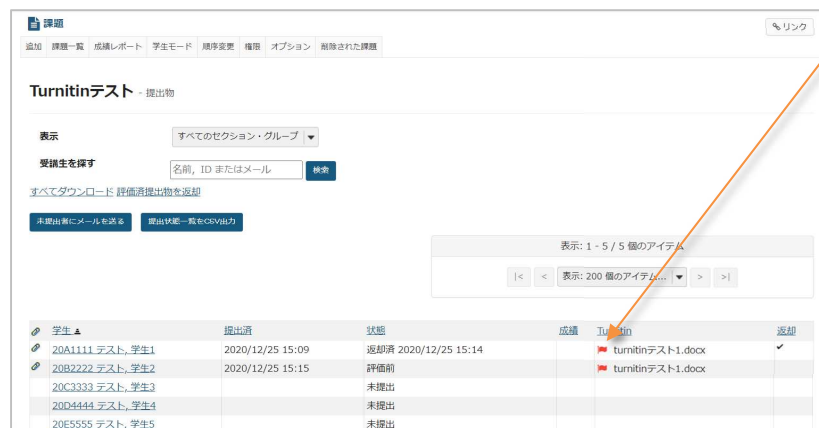 課題
リンク
追加 課題一覧 成績レポート 学生モード 順序変更 権限 オプション 削除された課題
Turnitinテスト - 提出物
表示 すべてのセクション・グループ
受講生を探す 名前, ID またはメール 検索
すべてダウンロード 評価済提出物を返却
未提出者にメールを送る 提出状態一覧をCSV出力
表示: 1 - 5 / 5 個のアイテム
|< < 表示: 200 個のアイテム... > >|
学生 提出済 状態 成績 Turnitin 返却
20A1111 テスト, 学生1 2020/12/25 15:09 返却済 2020/12/25 15:14 turnitinテスト1.docx
20B2222 テスト, 学生2 2020/12/25 15:15 評価前 turnitinテスト1.docx
20C3333 テスト, 学生3 未提出
20D4444 テスト, 学生4 未提出
20E5555 テスト, 学生5 未提出